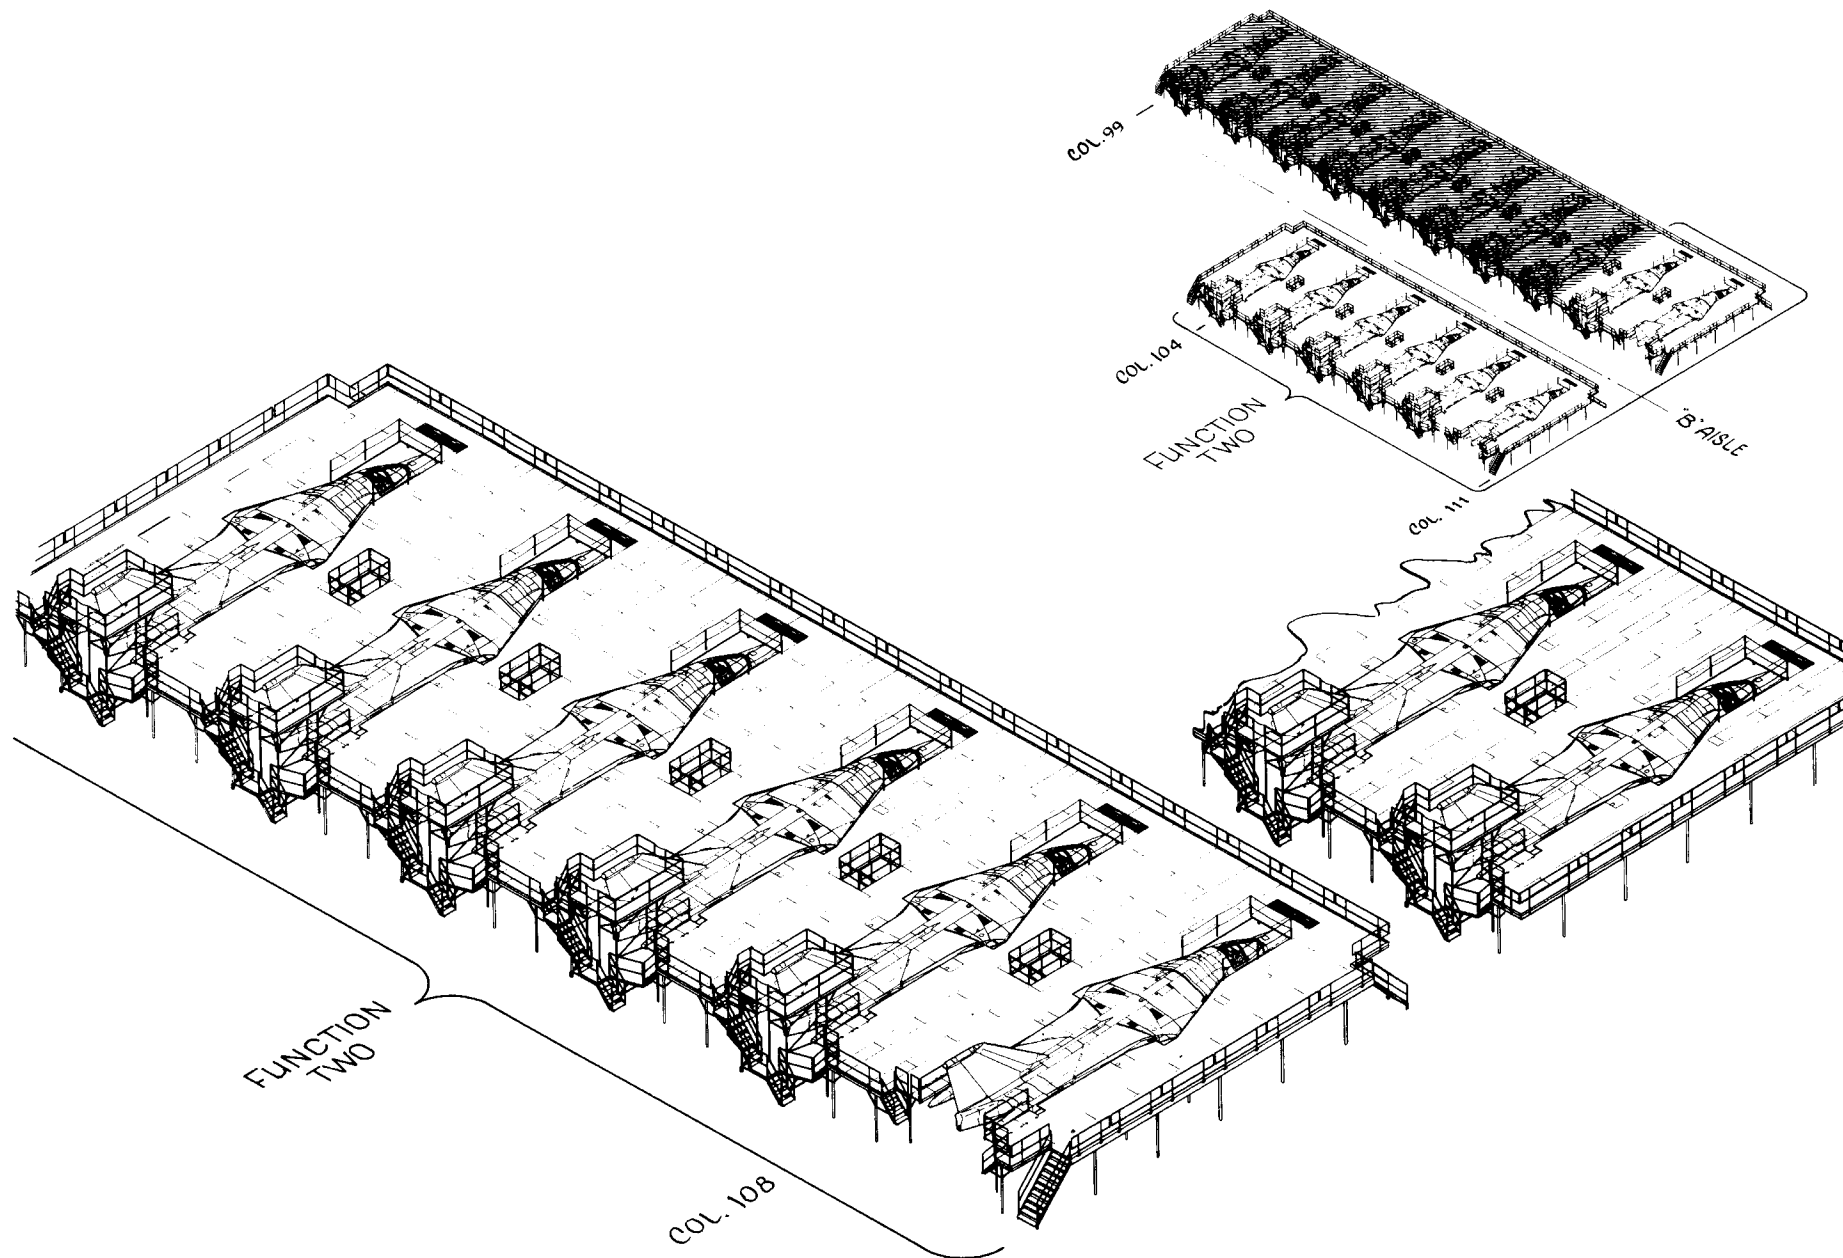 COL. 99
COL. 104
FUNCTION
TWO
COL. 111
'B' AISLE
FUNCTION
TWO
COL. 108